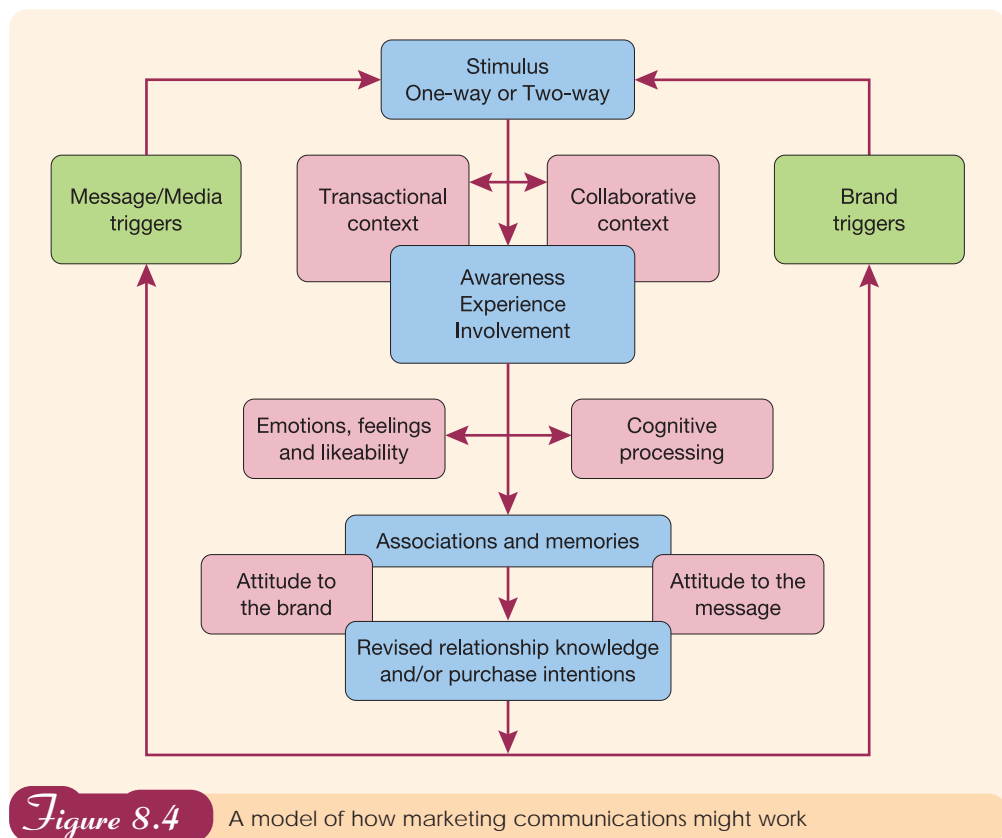 Stimulus
One-way or Two-way
Message/Media
triggers
Transactional
context
Collaborative
context
Brand
triggers
Awareness
Experience
Involvement
Emotions, feelings
and likeability
Cognitive
processing
Associations and memories
Attitude to
the brand
Attitude to the
message
Revised relationship knowledge
and/or purchase intentions
Figure 8.4 A model of how marketing communications might work